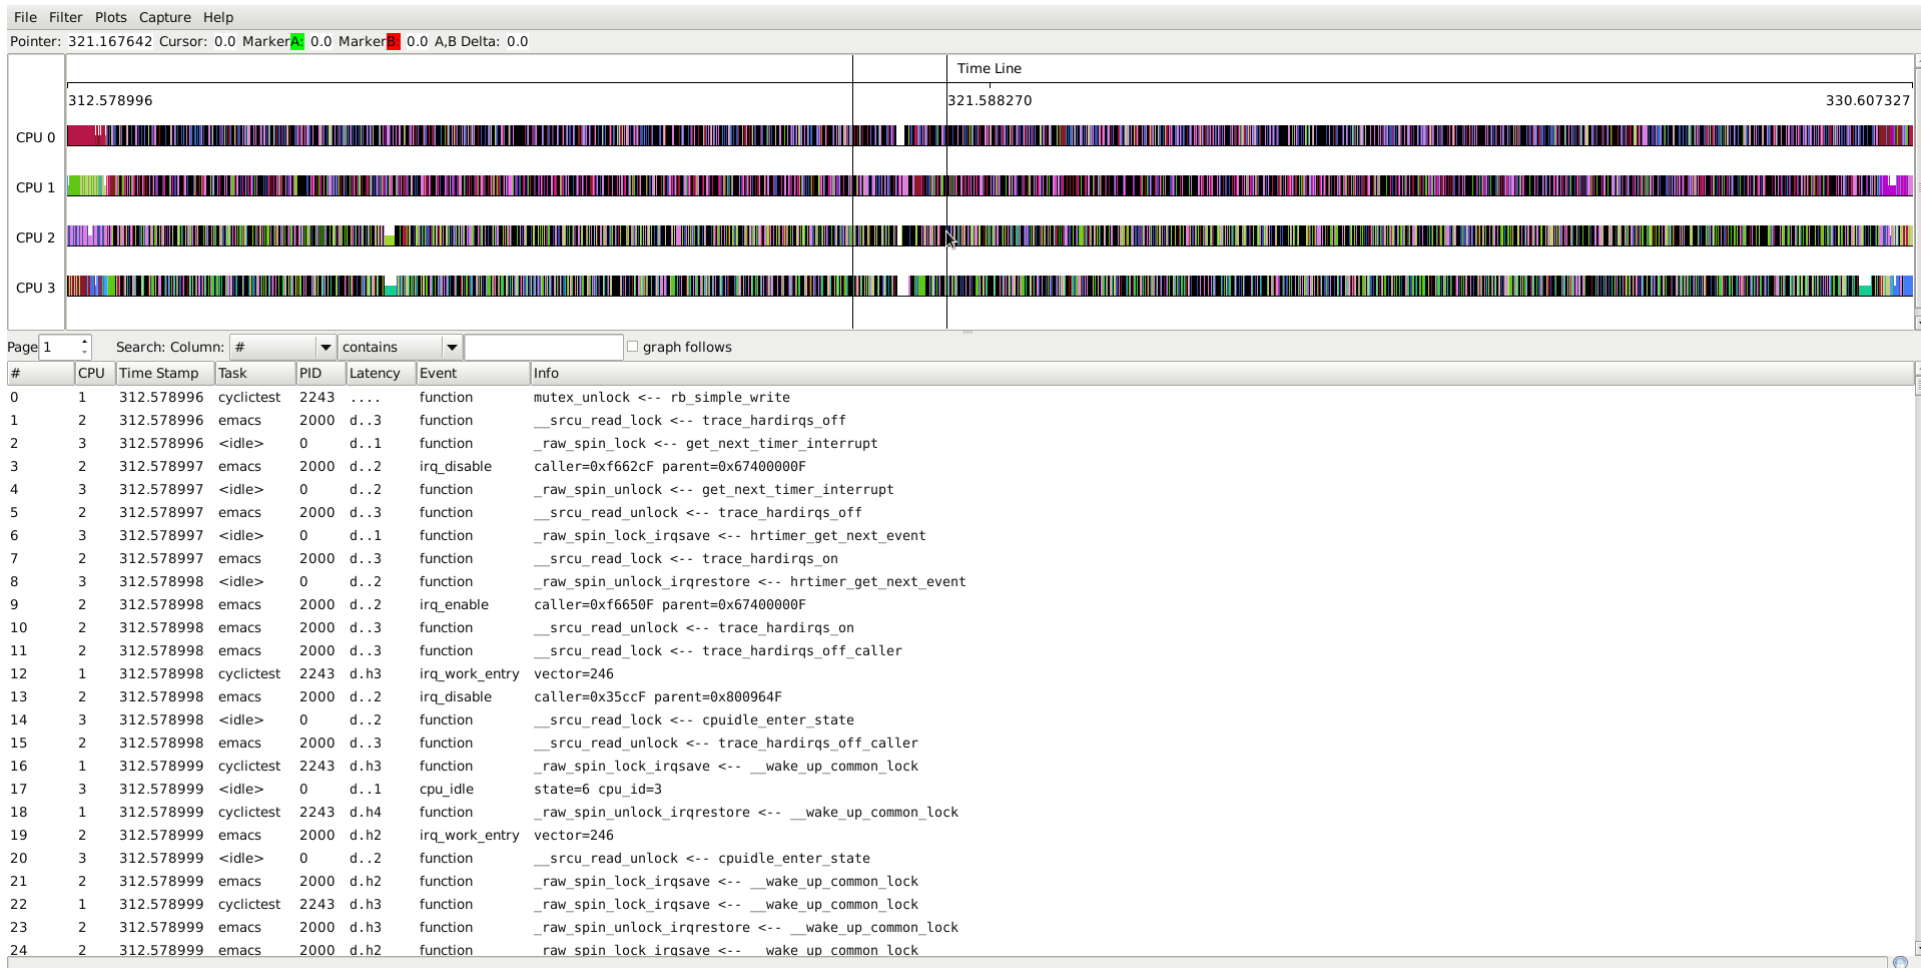 File Filter Plots Capture Help
Pointer: 321.167642 Cursor: 0.0 MarkerA: 0.0 MarkerB: 0.0 A,B Delta: 0.0
Time Line
312.578996 321.588270 330.607327
CPU 0
CPU 1
CPU 2
CPU 3
Page 1 Search: Column: # contains graph follows
# CPU Time Stamp Task PID Latency Event Info
0 1 312.578996 cyclictest 2243 .... function mutex_unlock <-- rb_simple_write
1 2 312.578996 emacs 2000 d..3 function __srcu_read_lock <-- trace_hardirqs_off
2 3 312.578996 <idle> 0 d..1 function _raw_spin_lock <-- get_next_timer_interrupt
3 2 312.578997 emacs 2000 d..2 irq_disable caller=0xf662cF parent=0x67400000F
4 3 312.578997 <idle> 0 d..2 function _raw_spin_unlock <-- get_next_timer_interrupt
5 2 312.578997 emacs 2000 d..3 function __srcu_read_unlock <-- trace_hardirqs_off
6 3 312.578997 <idle> 0 d..1 function _raw_spin_lock_irqsave <-- hrtimer_get_next_event
7 2 312.578997 emacs 2000 d..3 function __srcu_read_lock <-- trace_hardirqs_on
8 3 312.578998 <idle> 0 d..2 function _raw_spin_unlock_irqrestore <-- hrtimer_get_next_event
9 2 312.578998 emacs 2000 d..2 irq_enable caller=0xf6650F parent=0x67400000F
10 2 312.578998 emacs 2000 d..3 function __srcu_read_unlock <-- trace_hardirqs_on
11 2 312.578998 emacs 2000 d..3 function __srcu_read_lock <-- trace_hardirqs_off_caller
12 1 312.578998 cyclictest 2243 d.h3 irq_work_entry vector=246
13 2 312.578998 emacs 2000 d..2 irq_disable caller=0x35ccF parent=0x800964F
14 3 312.578998 <idle> 0 d..2 function __srcu_read_lock <-- cpuidle_enter_state
15 2 312.578998 emacs 2000 d..3 function __srcu_read_unlock <-- trace_hardirqs_off_caller
16 1 312.578999 cyclictest 2243 d.h3 function _raw_spin_lock_irqsave <-- __wake_up_common_lock
17 3 312.578999 <idle> 0 d..1 cpu_idle state=6 cpu_id=3
18 1 312.578999 cyclictest 2243 d.h4 function _raw_spin_unlock_irqrestore <-- __wake_up_common_lock
19 2 312.578999 emacs 2000 d.h2 irq_work_entry vector=246
20 3 312.578999 <idle> 0 d..2 function __srcu_read_unlock <-- cpuidle_enter_state
21 2 312.578999 emacs 2000 d.h2 function _raw_spin_lock_irqsave <-- __wake_up_common_lock
22 1 312.578999 cyclictest 2243 d.h3 function _raw_spin_lock_irqsave <-- __wake_up_common_lock
23 2 312.578999 emacs 2000 d.h3 function _raw_spin_unlock_irqrestore <-- __wake_up_common_lock
24 2 312.578999 emacs 2000 d.h2 function _raw_spin_lock_irqsave <-- __wake_up_common_lock